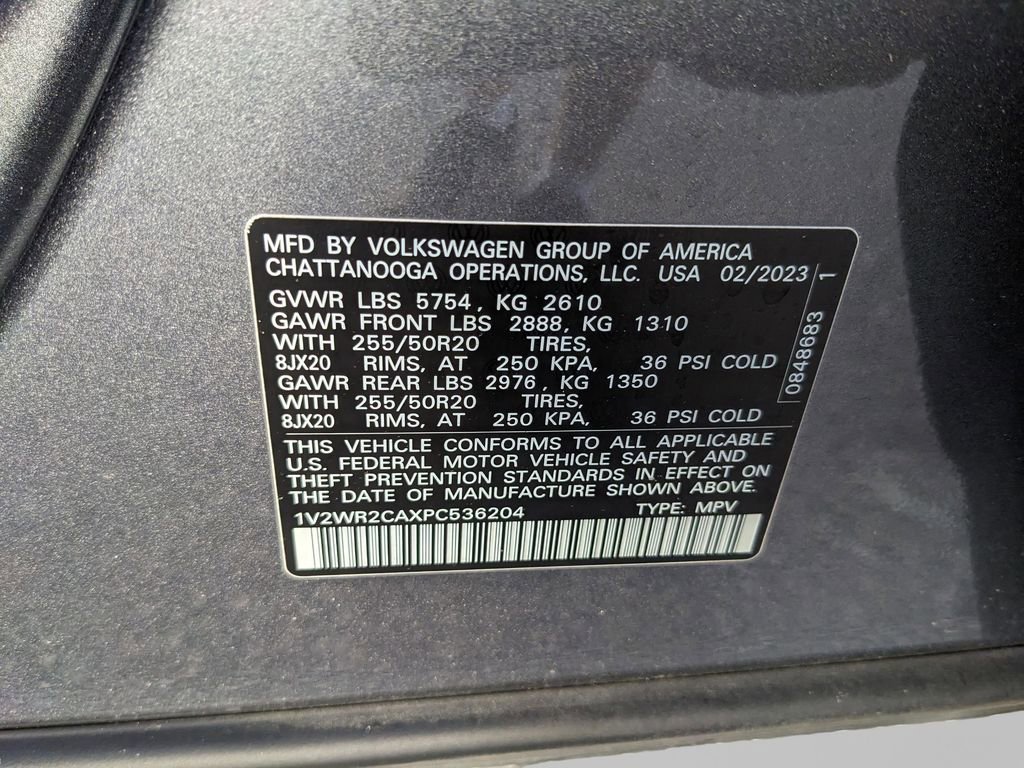 MFD BY VOLKSWAGEN GROUP OF AMERICA
CHATTANOOGA OPERATIONS, LLC. USA 02/2023
GVWR LBS 5754, KG 2610
GAWR FRONT LBS 2888, KG 1310
WITH 255/50R20 TIRES,
8JX20 RIMS, AT 250 KPA, 36 PSI COLD
GAWR REAR LBS 2976, KG 1350
WITH 255/50R20 TIRES,
8JX20 RIMS, AT 250 KPA, 36 PSI COLD
THIS VEHICLE CONFORMS TO ALL APPLICABLE
U.S. FEDERAL MOTOR VEHICLE SAFETY AND
THEFT PREVENTION STANDARDS IN EFFECT ON
THE DATE OF MANUFACTURE SHOWN ABOVE.
1V2WR2CAXPC536204 TYPE: MPV
0848683 1